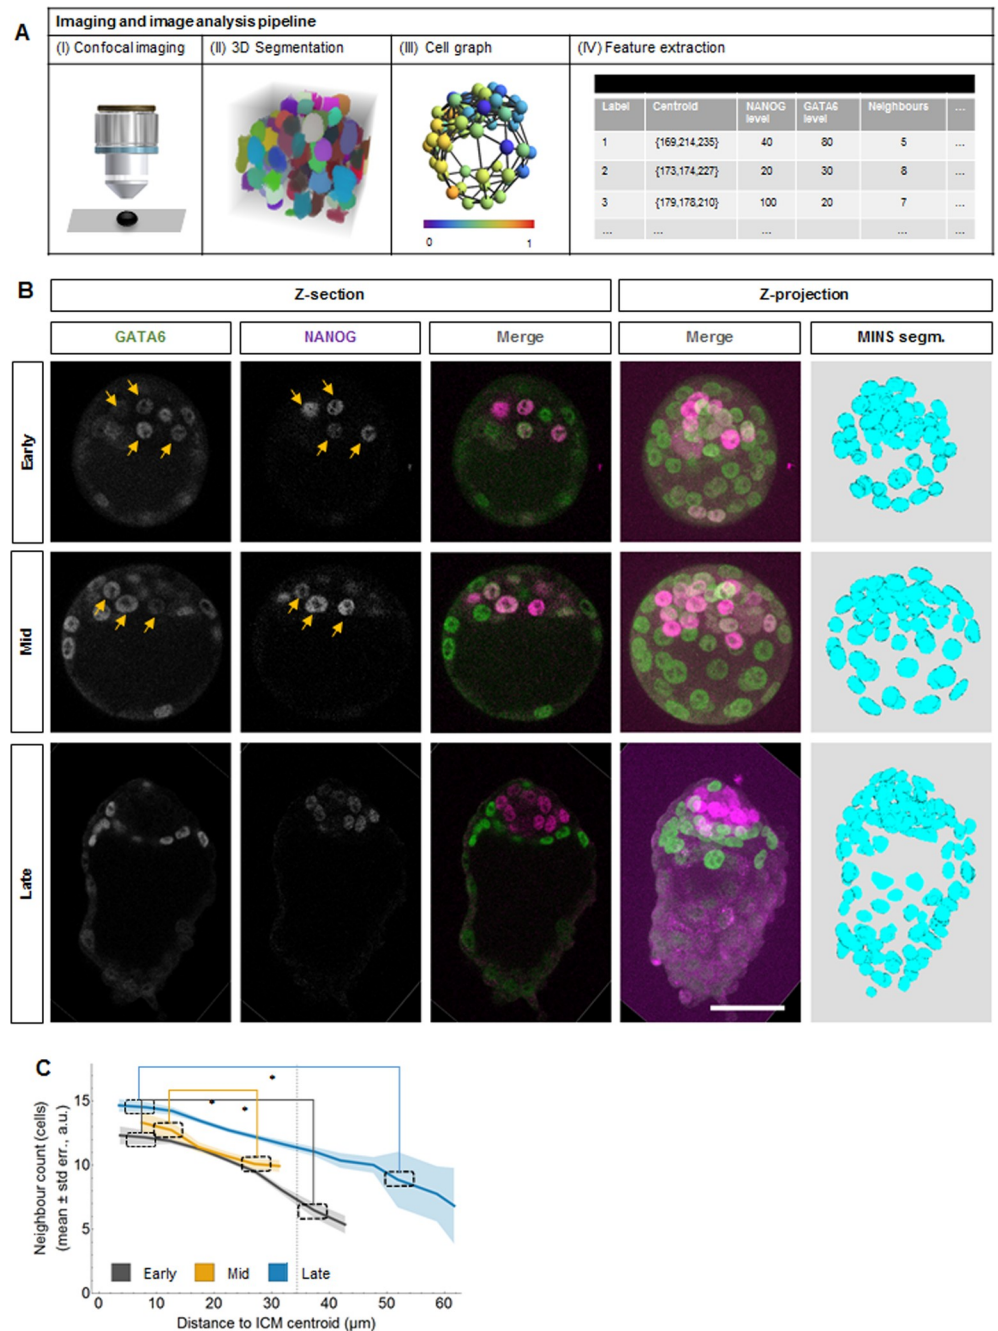 A
Imaging and image analysis pipeline
(I) Confocal imaging
(II) 3D Segmentation
(III) Cell graph
(IV) Feature extraction
0 1
Label Centroid NANOG level GATA6 level Neighbours ...
1 {169,214,235} 40 80 5 ...
2 {173,174,227} 20 30 8 ...
3 {179,178,210} 100 20 7 ...
... ... ... ... ...
B
Z-section
Z-projection
GATA6
NANOG
Merge
Merge
MINS segm.
Early
Mid
Late
C
Neighbour count (cells)
(mean ± std err., a.u.)
15
10
5
0
Early Mid Late
0 10 20 30 40 50 60
Distance to ICM centroid (µm)